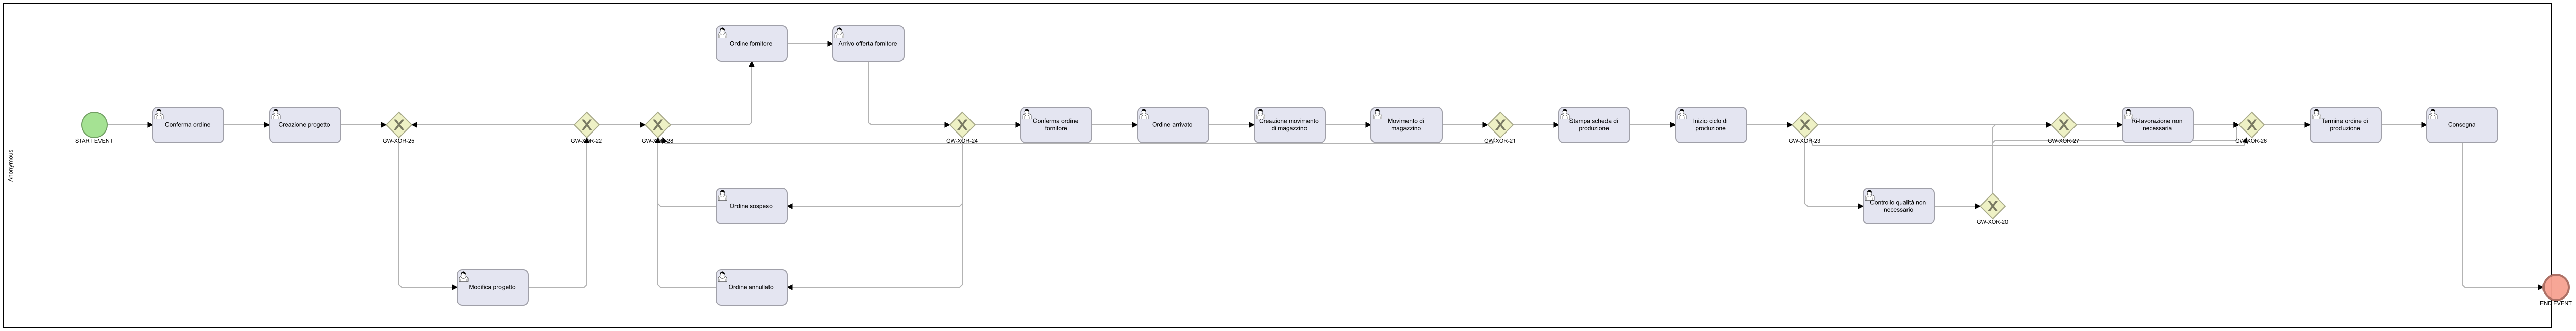 Anonymous
START EVENT
Conferma ordine
Creazione progetto
GW-XOR-25
Modifica progetto
GW-XOR-22
GW-XOR-28
Ordine fornitore
Arrivo offerta fornitore
Ordine sospeso
Ordine annullato
GW-XOR-24
Conferma ordine
fornitore
Ordine arrivato
Creazione movimento
di magazzino
Movimento di
magazzino
GW-XOR-21
Stampa scheda di
produzione
Inizio ciclo di
produzione
GW-XOR-23
Controllo qualità non
necessario
GW-XOR-20
GW-XOR-27
Ri-lavorazione non
necessaria
GW-XOR-26
Termine ordine di
produzione
Consegna
END EVENT